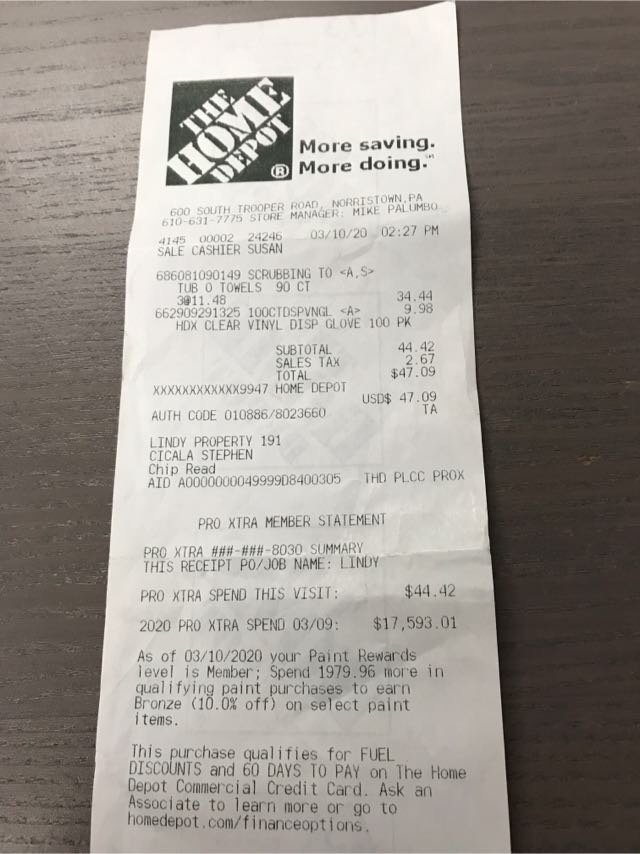 THE
HOME
DEPOT
®
More saving.
More doing.℠
600 SOUTH TROOPER ROAD, NORRISTOWN,PA
610-631-7775 STORE MANAGER: MIKE PALUMBO
4145 00002 24246 03/10/20 02:27 PM
SALE CASHIER SUSAN
686081090149 SCRUBBING TO <A,S>
TUB O TOWELS 90 CT
3@11.48 34.44
662909291325 100CTDSPVNGL <A> 9.98
HDX CLEAR VINYL DISP GLOVE 100 PK
SUBTOTAL 44.42
SALES TAX 2.67
TOTAL $47.09
XXXXXXXXXXXX9947 HOME DEPOT
USD$ 47.09
AUTH CODE 010886/8023660 TA
LINDY PROPERTY 191
CICALA STEPHEN
Chip Read
AID A0000000049999D8400305 THD PLCC PROX
PRO XTRA MEMBER STATEMENT
PRO XTRA ###-###-8030 SUMMARY
THIS RECEIPT PO/JOB NAME: LINDY
PRO XTRA SPEND THIS VISIT: $44.42
2020 PRO XTRA SPEND 03/09: $17,593.01
As of 03/10/2020 your Paint Rewards
level is Member; Spend 1979.96 more in
qualifying paint purchases to earn
Bronze (10.0% off) on select paint
items.
This purchase qualifies for FUEL
DISCOUNTS and 60 DAYS TO PAY on The Home
Depot Commercial Credit Card. Ask an
Associate to learn more or go to
homedepot.com/financeoptions.